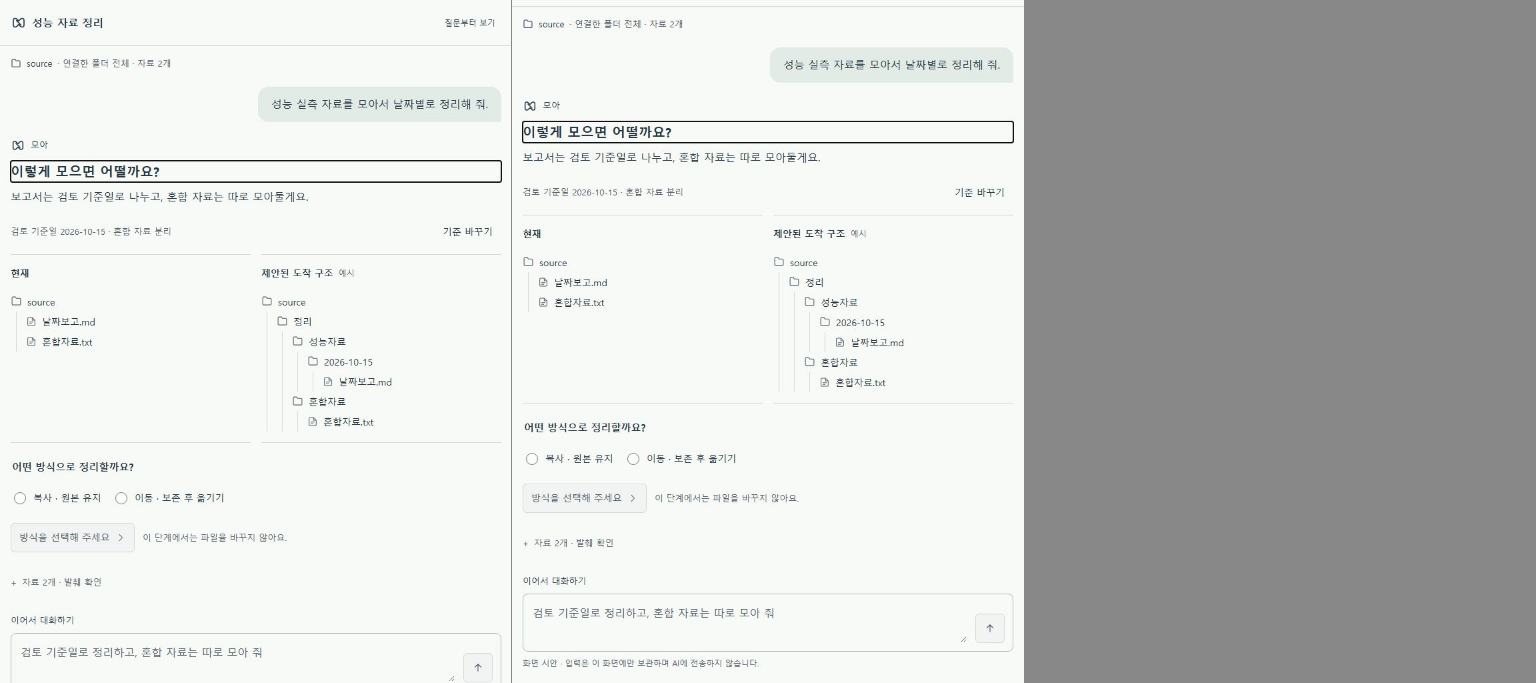 성능 자료 정리
질문부터 보기
source · 연결한 폴더 전체 · 자료 2개
성능 실측 자료를 모아서 날짜별로 정리해 줘.
모아
이렇게 모으면 어떨까요?
보고서는 검토 기준일로 나누고, 혼합 자료는 따로 모아둘게요.
검토 기준일 2026-10-15 · 혼합 자료 분리
기준 바꾸기
현재
source
날짜보고.md
혼합자료.txt
제안된 도착 구조 예시
source
정리
성능자료
2026-10-15
날짜보고.md
혼합자료
혼합자료.txt
어떤 방식으로 정리할까요?
복사 · 원본 유지
이동 · 보존 후 옮기기
방식을 선택해 주세요
이 단계에서는 파일을 바꾸지 않아요.
+ 자료 2개 · 발췌 확인
이어서 대화하기
검토 기준일로 정리하고, 혼합 자료는 따로 모아 줘
source · 연결한 폴더 전체 · 자료 2개
성능 실측 자료를 모아서 날짜별로 정리해 줘.
모아
이렇게 모으면 어떨까요?
보고서는 검토 기준일로 나누고, 혼합 자료는 따로 모아둘게요.
검토 기준일 2026-10-15 · 혼합 자료 분리
기준 바꾸기
현재
source
날짜보고.md
혼합자료.txt
제안된 도착 구조 예시
source
정리
성능자료
2026-10-15
날짜보고.md
혼합자료
혼합자료.txt
어떤 방식으로 정리할까요?
복사 · 원본 유지
이동 · 보존 후 옮기기
방식을 선택해 주세요
이 단계에서는 파일을 바꾸지 않아요.
+ 자료 2개 · 발췌 확인
이어서 대화하기
검토 기준일로 정리하고, 혼합 자료는 따로 모아 줘
화면 시안 · 입력은 이 화면에만 보관하며 AI에 전송하지 않습니다.